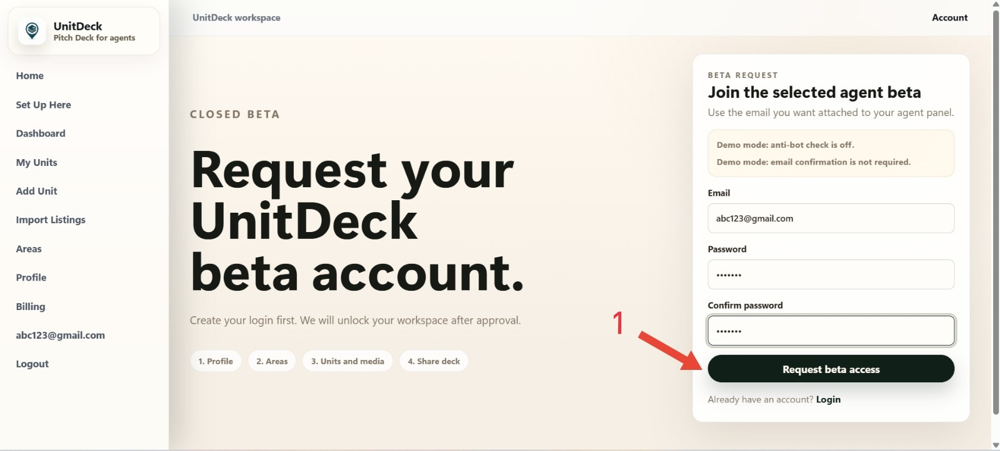 UnitDeck
Pitch Deck for agents
Home
Set Up Here
Dashboard
My Units
Add Unit
Import Listings
Areas
Profile
Billing
abc123@gmail.com
Logout
UnitDeck workspace
Account
CLOSED BETA
Request your
UnitDeck
beta account.
Create your login first. We will unlock your workspace after approval.
1. Profile
2. Areas
3. Units and media
4. Share deck
BETA REQUEST
Join the selected agent beta
Use the email you want attached to your agent panel.
Demo mode: anti-bot check is off.
Demo mode: email confirmation is not required.
Email
abc123@gmail.com
Password
•••••••
Confirm password
•••••••
1
Request beta access
Already have an account? Login